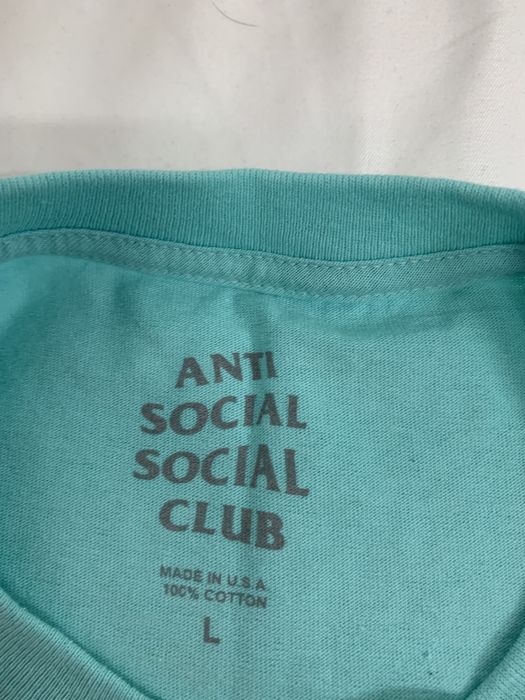 ANTI
SOCIAL
SOCIAL
CLUB
MADE IN U.S.A
100% COTTON
L